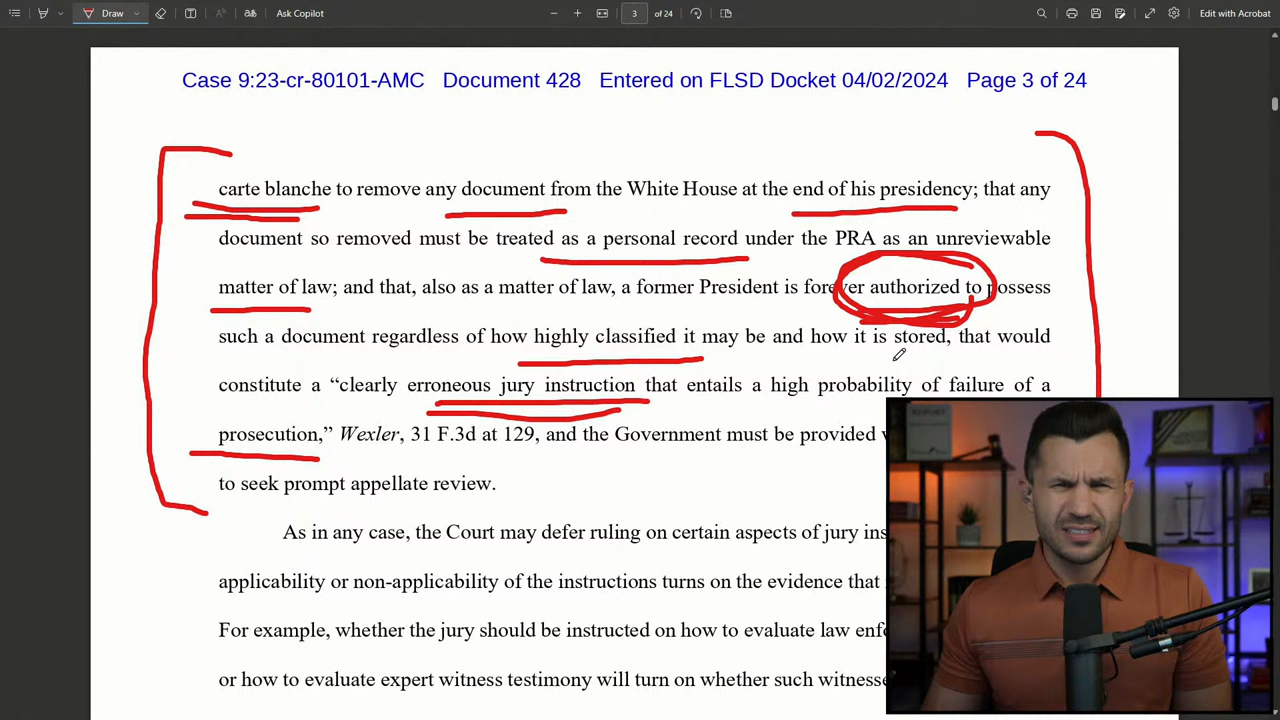 Draw
Ask Copilot
3 of 24
Edit with Acrobat
Case 9:23-cr-80101-AMC Document 428 Entered on FLSD Docket 04/02/2024 Page 3 of 24
carte blanche to remove any document from the White House at the end of his presidency; that any
document so removed must be treated as a personal record under the PRA as an unreviewable
matter of law; and that, also as a matter of law, a former President is forever authorized to possess
such a document regardless of how highly classified it may be and how it is stored, that would
constitute a “clearly erroneous jury instruction that entails a high probability of failure of a
prosecution,” Wexler, 31 F.3d at 129, and the Government must be provided
to seek prompt appellate review.
As in any case, the Court may defer ruling on certain aspects of jury
applicability or non-applicability of the instructions turns on the evidence that
For example, whether the jury should be instructed on how to evaluate law
or how to evaluate expert witness testimony will turn on whether such